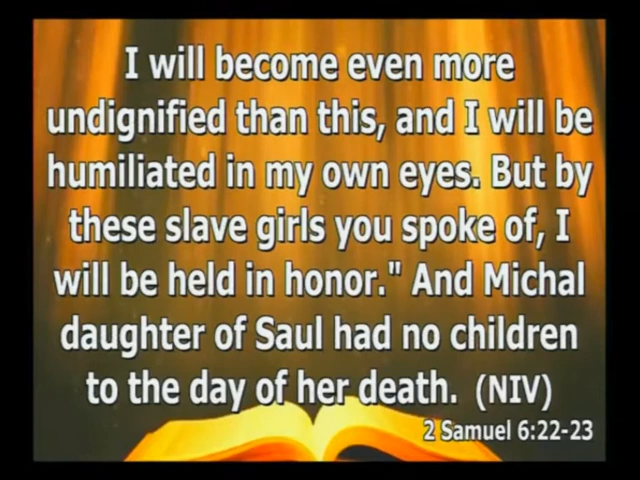 I will become even more
undignified than this, and I will be
humiliated in my own eyes. But by
these slave girls you spoke of, I
will be held in honor." And Michal
daughter of Saul had no children
to the day of her death. (NIV)
2 Samuel 6:22-23